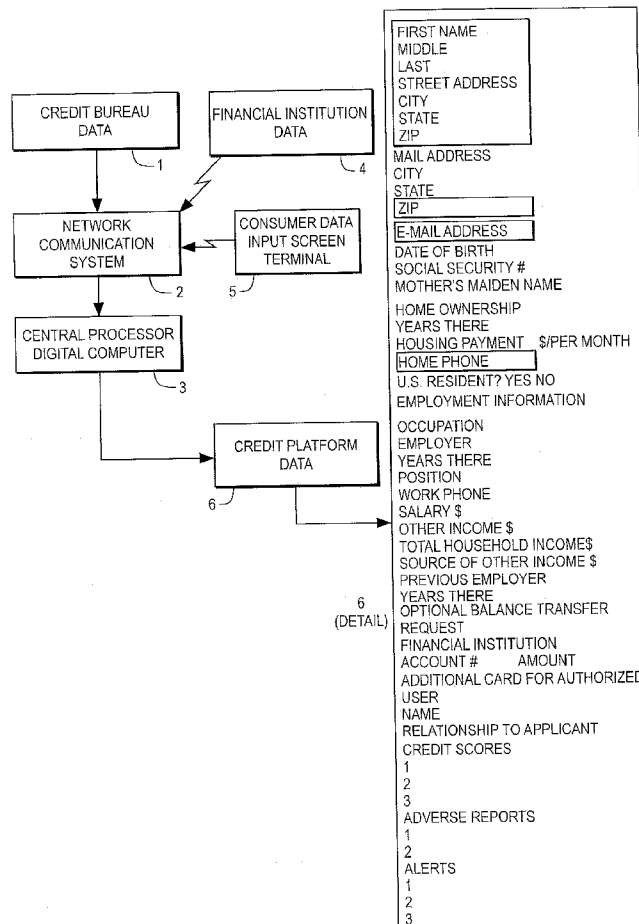 CREDIT BUREAU
DATA
1
FINANCIAL INSTITUTION
DATA
4
NETWORK
COMMUNICATION
SYSTEM
2
CONSUMER DATA
INPUT SCREEN
TERMINAL
5
CENTRAL PROCESSOR
DIGITAL COMPUTER
3
CREDIT PLATFORM
DATA
6
6
(DETAIL)
FIRST NAME
MIDDLE
LAST
STREET ADDRESS
CITY
STATE
ZIP
MAIL ADDRESS
CITY
STATE
ZIP
E-MAIL ADDRESS
DATE OF BIRTH
SOCIAL SECURITY #
MOTHER'S MAIDEN NAME
HOME OWNERSHIP
YEARS THERE
HOUSING PAYMENT $/PER MONTH
HOME PHONE
U.S. RESIDENT? YES NO
EMPLOYMENT INFORMATION
OCCUPATION
EMPLOYER
YEARS THERE
POSITION
WORK PHONE
SALARY $
OTHER INCOME $
TOTAL HOUSEHOLD INCOME$
SOURCE OF OTHER INCOME $
PREVIOUS EMPLOYER
YEARS THERE
OPTIONAL BALANCE TRANSFER
REQUEST
FINANCIAL INSTITUTION
ACCOUNT # AMOUNT
ADDITIONAL CARD FOR AUTHORIZED
USER
NAME
RELATIONSHIP TO APPLICANT
CREDIT SCORES
1
2
3
ADVERSE REPORTS
1
2
ALERTS
1
2
3